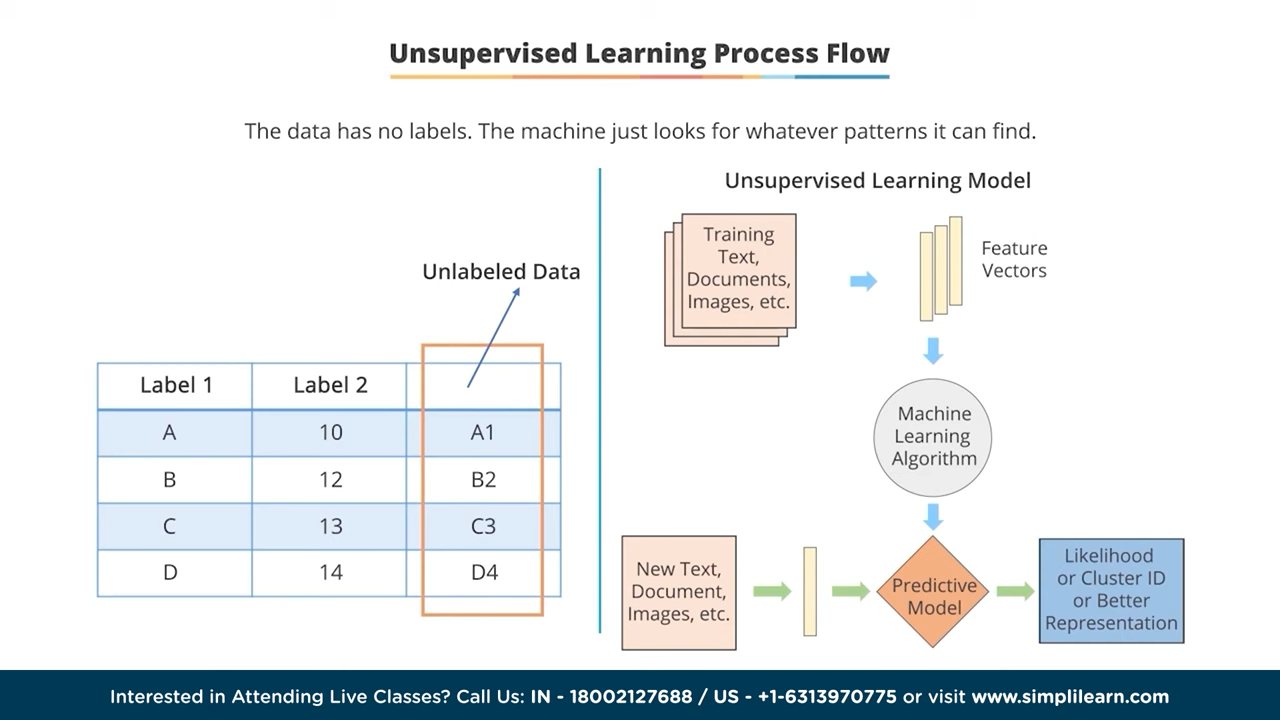 Unsupervised Learning Process Flow
The data has no labels. The machine just looks for whatever patterns it can find.
Unlabeled Data
Label 1 Label 2
A 10 A1
B 12 B2
C 13 C3
D 14 D4
Unsupervised Learning Model
Training
Text,
Documents,
Images, etc.
Feature
Vectors
Machine
Learning
Algorithm
New Text,
Document,
Images, etc.
Predictive
Model
Likelihood
or Cluster ID
or Better
Representation
Interested in Attending Live Classes? Call Us: IN - 18002127688 / US - +1-6313970775 or visit www.simplilearn.com